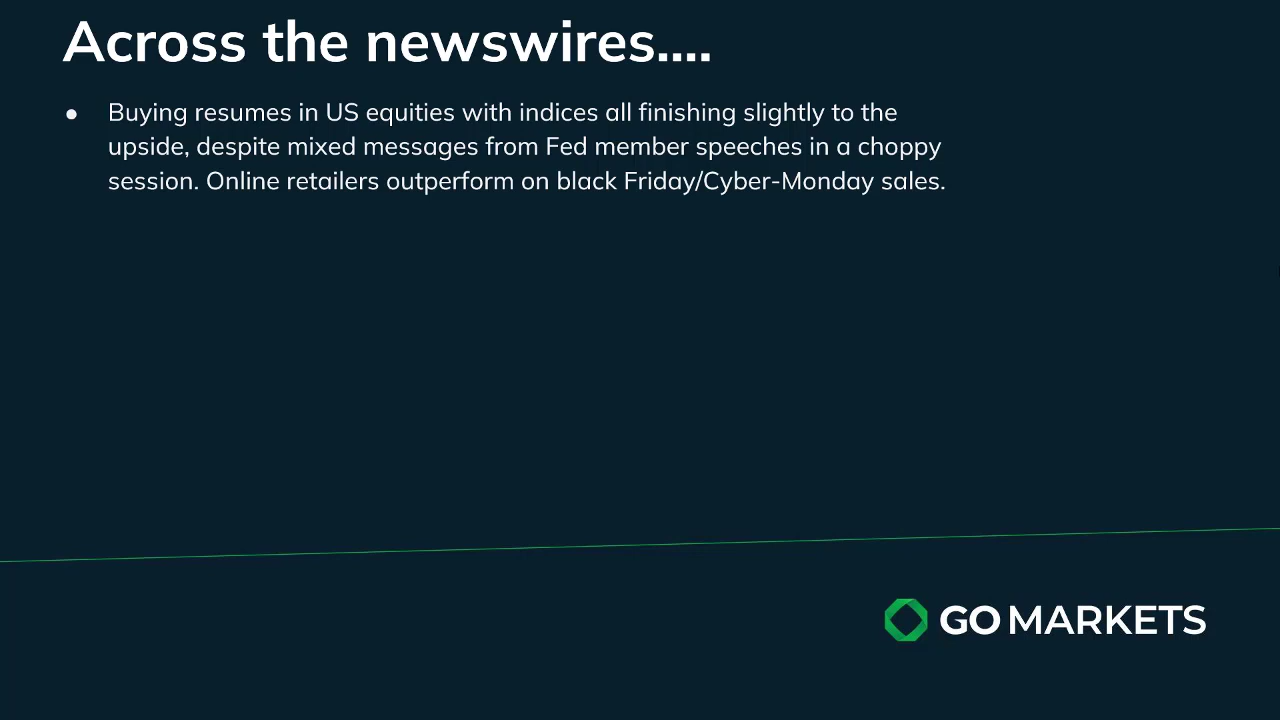 Across the newswires....
● Buying resumes in US equities with indices all finishing slightly to the
upside, despite mixed messages from Fed member speeches in a choppy
session. Online retailers outperform on black Friday/Cyber-Monday sales.
GO MARKETS